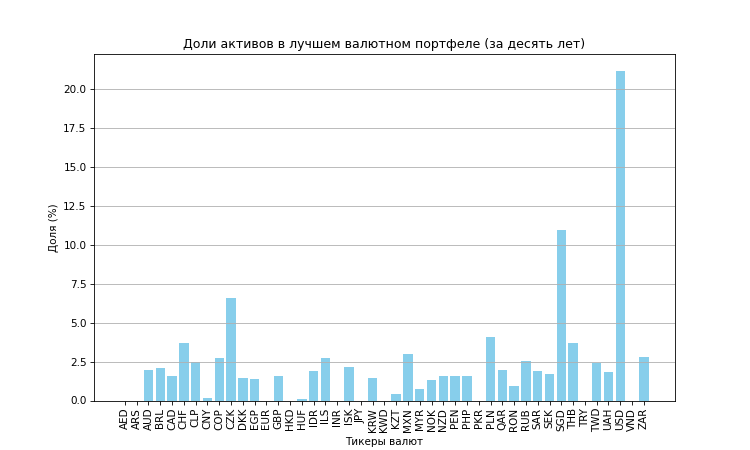 Доли активов в лучшем валютном портфеле (за десять лет)
Доля (%)
20.0
17.5
15.0
12.5
10.0
7.5
5.0
2.5
0.0
AED ARS AUD BRL CAD CHF CLP CNY COP CZK DKK EGP EUR GBP HKD HUF IDR ILS INR ISK JPY KRW KWD KZT MXN MYR NOK NZD PEN PHP PKR PLN QAR RON RUB SAR SEK SGD THB TRY TWD UAH USD VND ZAR
Тикеры валют